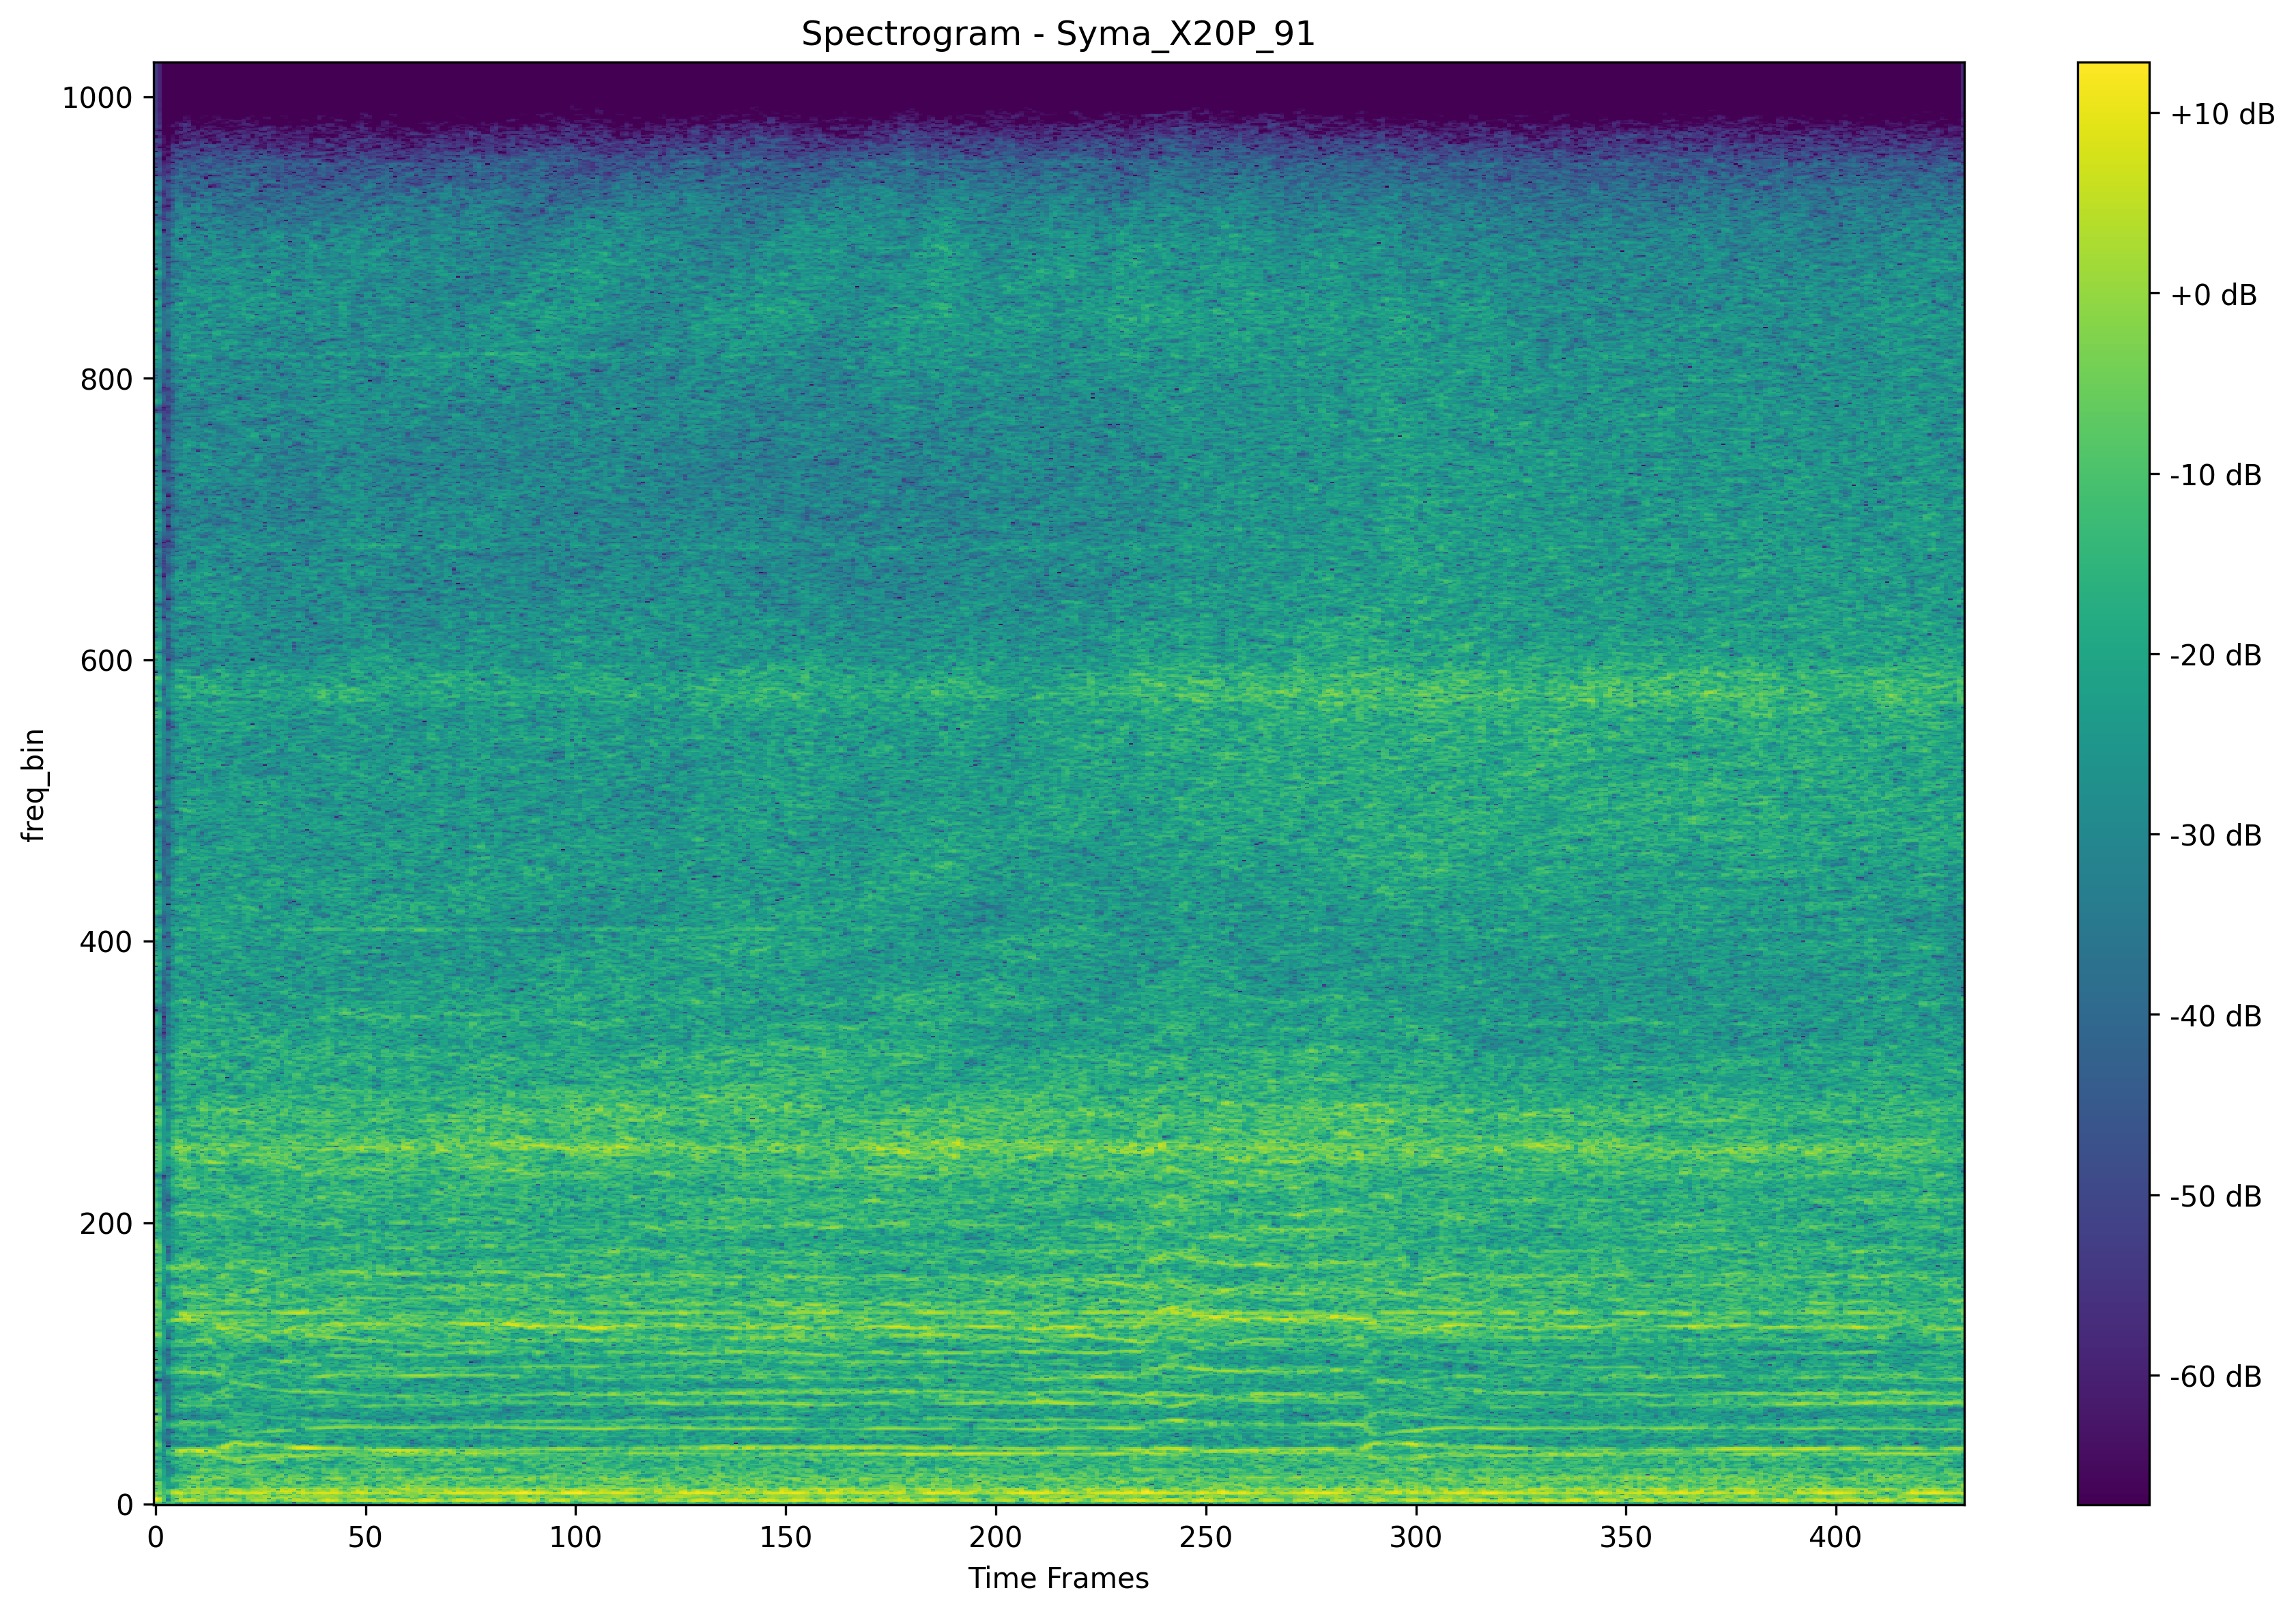 Spectrogram - Syma_X20P_91
1000
800
600
400
200
0
freq_bin
0 50 100 150 200 250 300 350 400
Time Frames
+10 dB
+0 dB
-10 dB
-20 dB
-30 dB
-40 dB
-50 dB
-60 dB